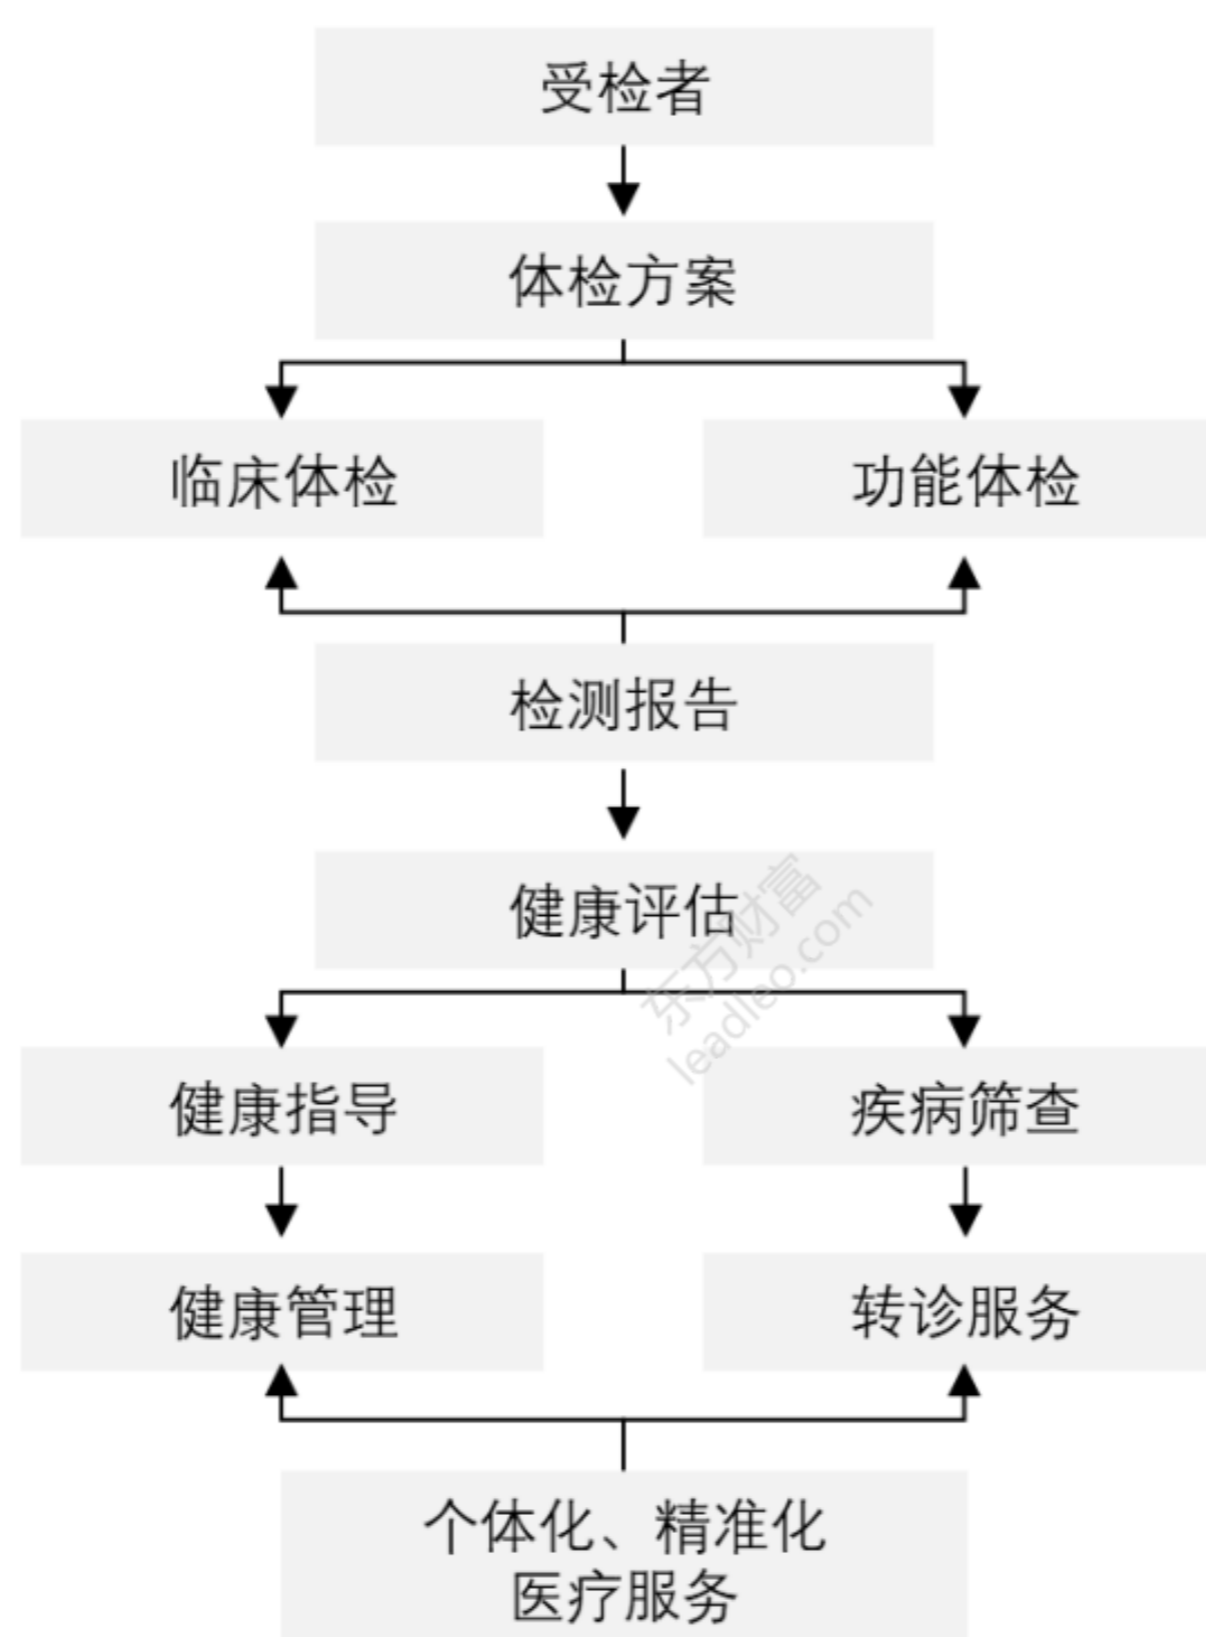 受检者
体检方案
临床体检
功能体检
检测报告
健康评估
东方财富
leadleo.com
健康指导
疾病筛查
健康管理
转诊服务
个体化、精准化
医疗服务